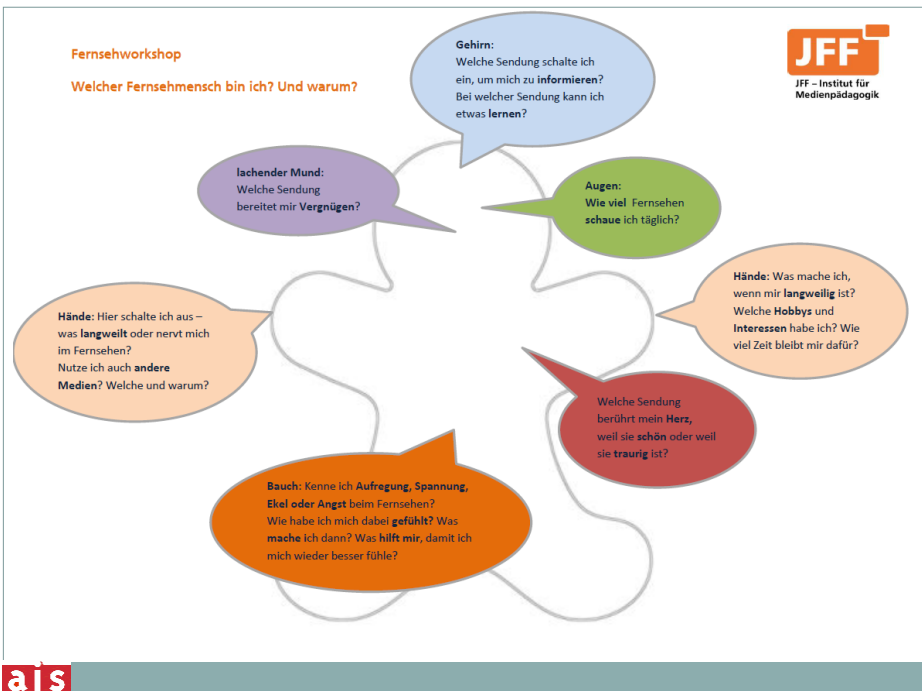 Fernsehworkshop
Welcher Fernsehmensch bin ich? Und warum?
JFF
JFF – Institut für
Medienpädagogik
Gehirn:
Welche Sendung schalte ich
ein, um mich zu informieren?
Bei welcher Sendung kann ich
etwas lernen?
lachender Mund:
Welche Sendung
bereitet mir Vergnügen?
Augen:
Wie viel Fernsehen
schaue ich täglich?
Hände: Hier schalte ich aus –
was langweilt oder nervt mich
im Fernsehen?
Nutze ich auch andere
Medien? Welche und warum?
Hände: Was mache ich,
wenn mir langweilig ist?
Welche Hobbys und
Interessen habe ich? Wie
viel Zeit bleibt mir dafür?
Welche Sendung
berührt mein Herz,
weil sie schön oder weil
sie traurig ist?
Bauch: Kenne ich Aufregung, Spannung,
Ekel oder Angst beim Fernsehen?
Wie habe ich mich dabei gefühlt? Was
mache ich dann? Was hilft mir, damit ich
mich wieder besser fühle?
ajs